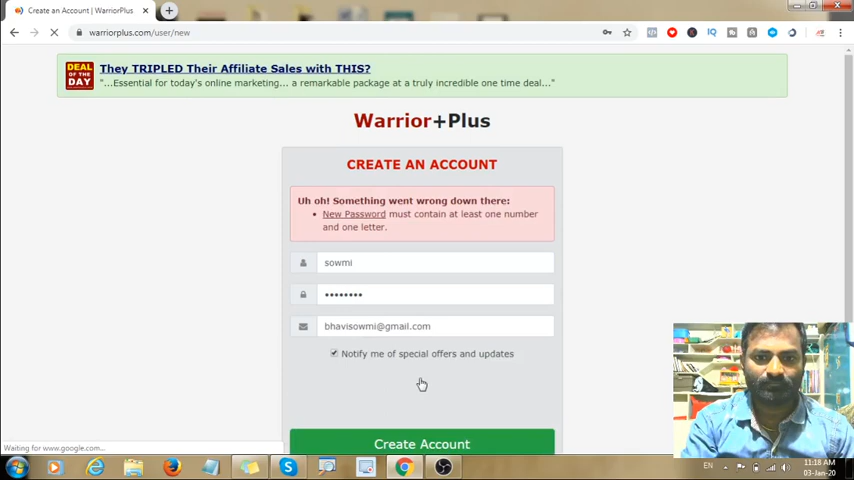 Create an Account | WarriorPlus
warriorplus.com/user/new
DEAL OF THE DAY
They TRIPLED Their Affiliate Sales with THIS?
"...Essential for today's online marketing... a remarkable package at a truly incredible one time deal..."
Warrior+Plus
CREATE AN ACCOUNT
Uh oh! Something went wrong down there:
• New Password must contain at least one number
and one letter.
sowmi
••••••••
bhavisowmi@gmail.com
Notify me of special offers and updates
Create Account
Waiting for www.google.com...
EN
11:18 AM
03-Jan-20